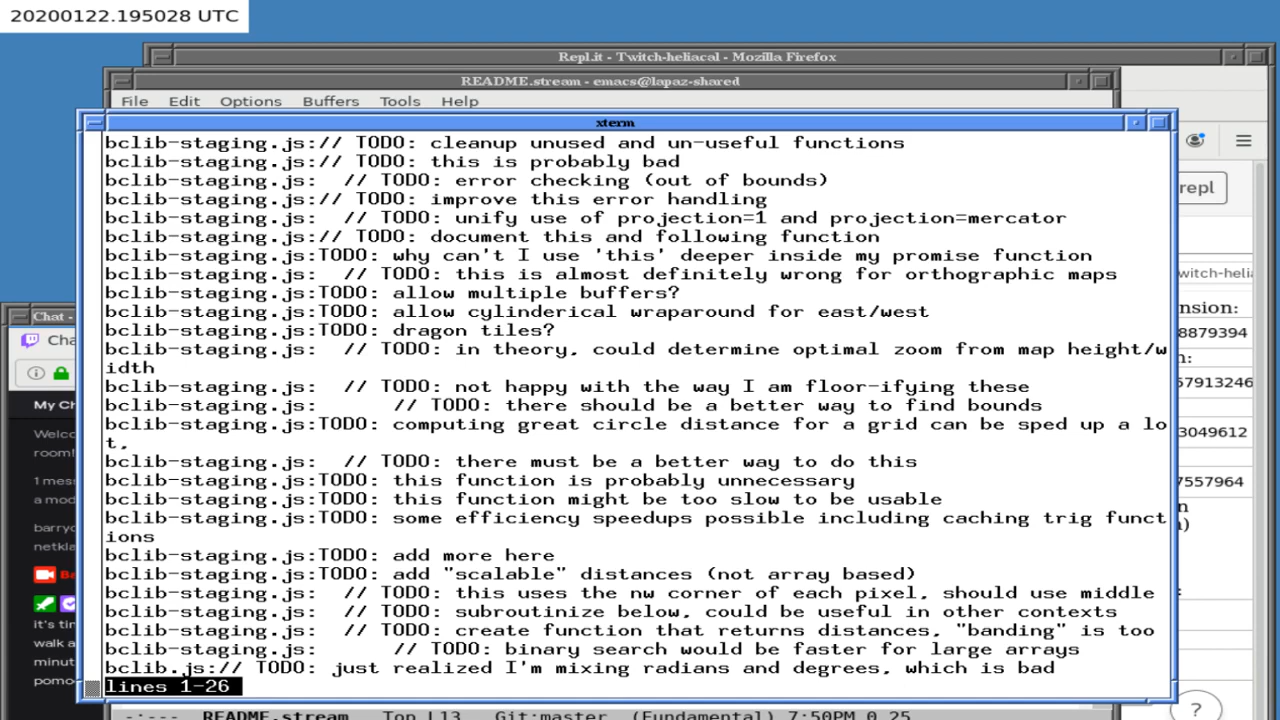 20200122.195028 UTC
Repl.it - Twitch-heliacal - Mozilla Firefox
README.stream - emacs@lapaz-shared
File Edit Options Buffers Tools Help
xterm
bclib-staging.js:// TODO: cleanup unused and un-useful functions
bclib-staging.js:// TODO: this is probably bad
bclib-staging.js:  // TODO: error checking (out of bounds)
bclib-staging.js:// TODO: improve this error handling
bclib-staging.js:  // TODO: unify use of projection=1 and projection=mercator
bclib-staging.js:// TODO: document this and following function
bclib-staging.js:TODO: why can't I use 'this' deeper inside my promise function
bclib-staging.js:  // TODO: this is almost definitely wrong for orthographic maps
bclib-staging.js:TODO: allow multiple buffers?
bclib-staging.js:TODO: allow cylinderical wraparound for east/west
bclib-staging.js:TODO: dragon tiles?
bclib-staging.js:  // TODO: in theory, could determine optimal zoom from map height/w
idth
bclib-staging.js:  // TODO: not happy with the way I am floor-ifying these
bclib-staging.js:      // TODO: there should be a better way to find bounds
bclib-staging.js:TODO: computing great circle distance for a grid can be sped up a lo
t,
bclib-staging.js:  // TODO: there must be a better way to do this
bclib-staging.js:TODO: this function is probably unnecessary
bclib-staging.js:TODO: this function might be too slow to be usable
bclib-staging.js:TODO: some efficiency speedups possible including caching trig funct
ions
bclib-staging.js:TODO: add more here
bclib-staging.js:TODO: add "scalable" distances (not array based)
bclib-staging.js:  // TODO: this uses the nw corner of each pixel, should use middle
bclib-staging.js:  // TODO: subroutinize below, could be useful in other contexts
bclib-staging.js:  // TODO: create function that returns distances, "banding" is too
bclib-staging.js:      // TODO: binary search would be faster for large arrays
bclib.js:// TODO: just realized I'm mixing radians and degrees, which is bad
lines 1-26
-:--- README.stream Top L13 Git:master (Fundamental) 7:50PM 0.25
Chat -
Cha
My Ch
Welco
room!
1 mess
a mod
barryc
netkla
Ba
it's tim
walk a
minut
pomo
repl
witch-helia
nsion:
8879394
n:
57913246
3049612
7557964
n
)
:
?